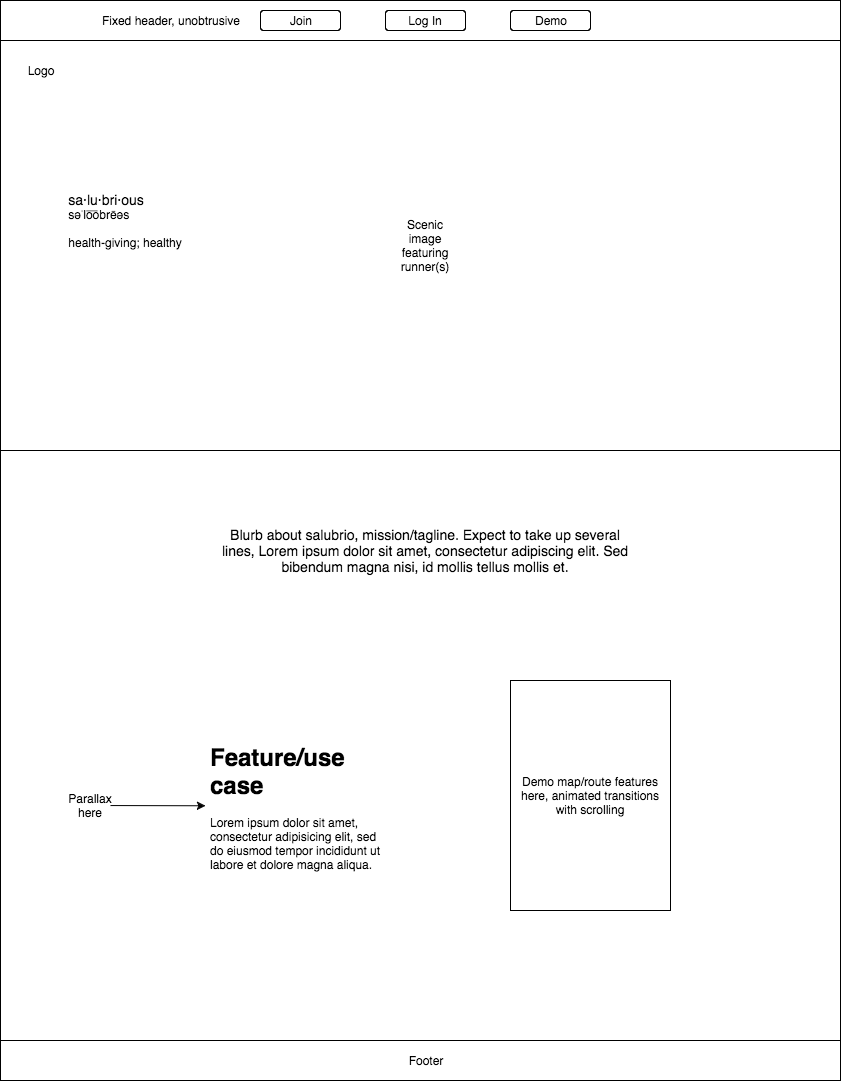 Fixed header, unobtrusive
Join
Log In
Demo
Logo
sa·lu·bri·ous
səˈlo͞obrēəs
health-giving; healthy
Scenic
image
featuring
runner(s)
Blurb about salubrio, mission/tagline. Expect to take up several
lines, Lorem ipsum dolor sit amet, consectetur adipiscing elit. Sed
bibendum magna nisi, id mollis tellus mollis et.
Feature/use
case
Parallax
here
Lorem ipsum dolor sit amet,
consectetur adipisicing elit, sed
do eiusmod tempor incididunt ut
labore et dolore magna aliqua.
Demo map/route features
here, animated transitions
with scrolling
Footer